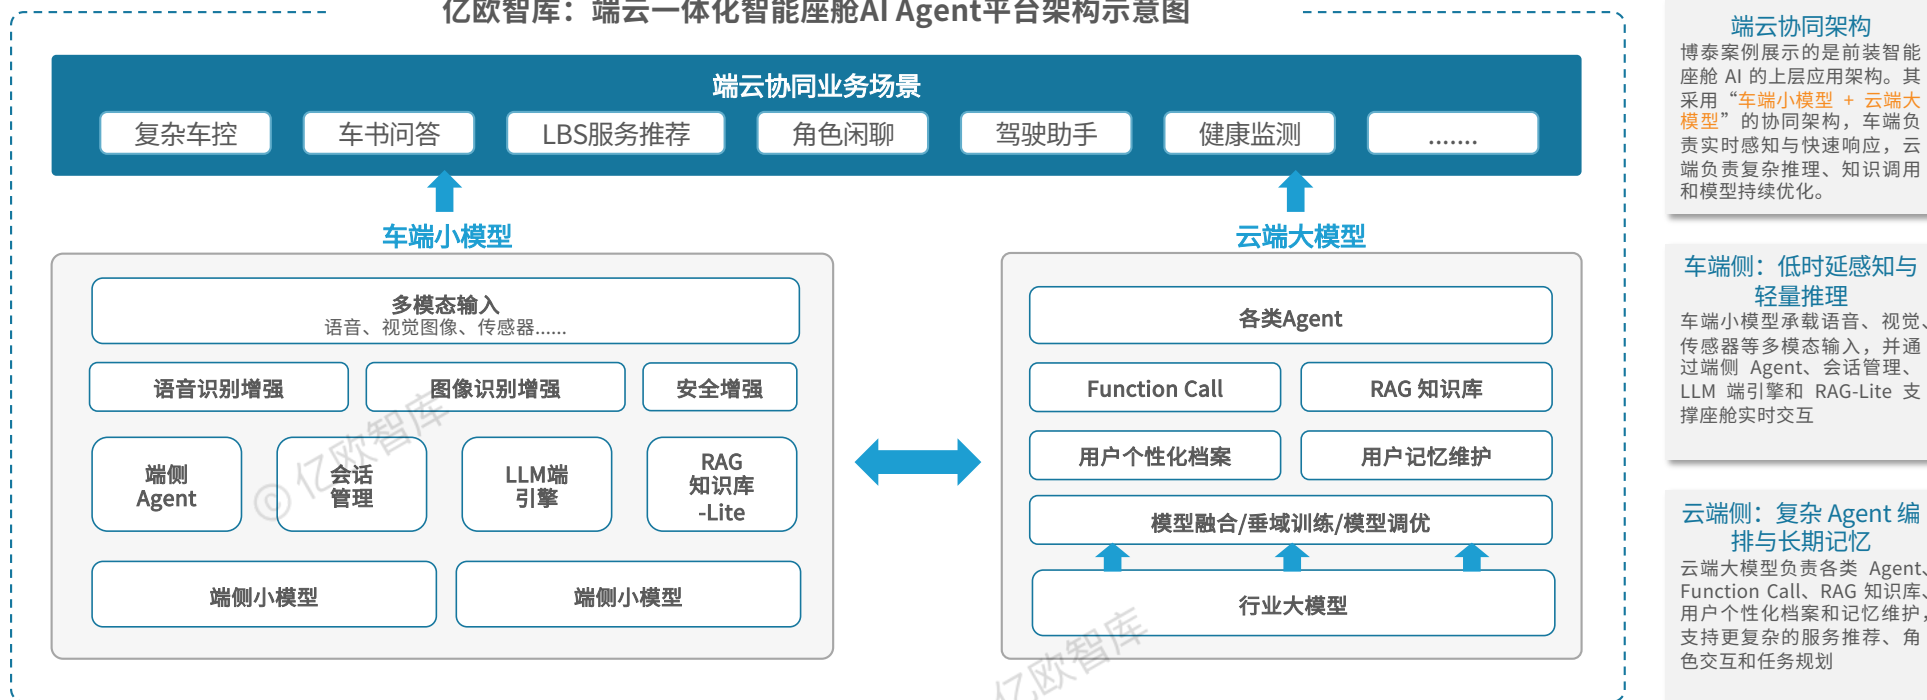 亿欧智库：端云一体化智能座舱AI Agent平台架构示意图
端云协同业务场景
复杂车控
车书问答
LBS服务推荐
角色闲聊
驾驶助手
健康监测
.......
车端小模型
多模态输入
语音、视觉图像、传感器......
语音识别增强
图像识别增强
安全增强
端侧
Agent
会话
管理
LLM端
引擎
RAG
知识库
-Lite
端侧小模型
端侧小模型
云端大模型
各类Agent
Function Call
RAG 知识库
用户个性化档案
用户记忆维护
模型融合/垂域训练/模型调优
行业大模型
© 亿欧智库
亿欧智库
端云协同架构
博泰案例展示的是前装智能
座舱 AI 的上层应用架构。其
采用“车端小模型 + 云端大
模型”的协同架构，车端负
责实时感知与快速响应，云
端负责复杂推理、知识调用
和模型持续优化。
车端侧：低时延感知与
轻量推理
车端小模型承载语音、视觉、
传感器等多模态输入，并通
过端侧 Agent、会话管理、
LLM 端引擎和 RAG-Lite 支
撑座舱实时交互
云端侧：复杂 Agent 编
排与长期记忆
云端大模型负责各类 Agent、
Function Call、RAG 知识库、
用户个性化档案和记忆维护，
支持更复杂的服务推荐、角
色交互和任务规划